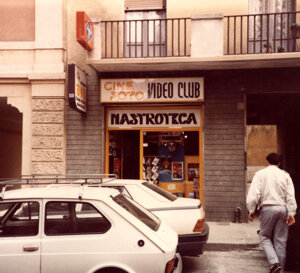 CINE
FOTO
VIDEO CLUB
NASTROTECA